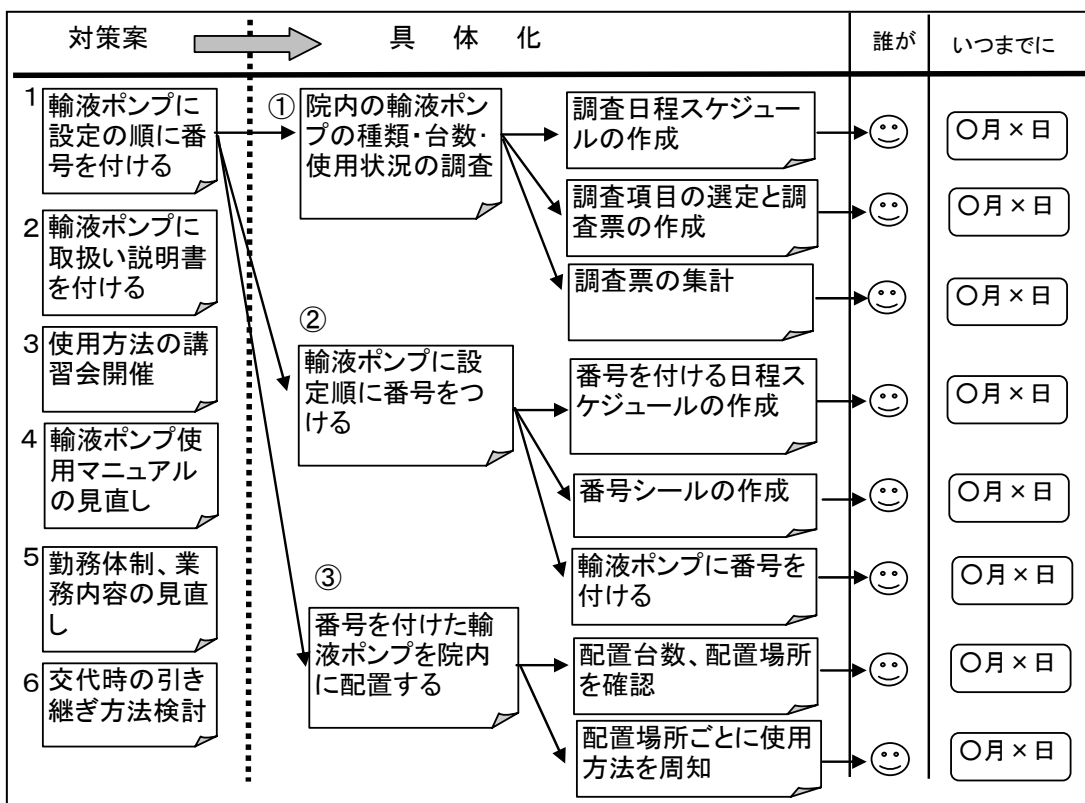 対策案
具 体 化
誰が
いつまでに
1
輸液ポンプに
設定の順に番
号を付ける
2
輸液ポンプに
取扱い説明書
を付ける
3
使用方法の講
習会開催
4
輸液ポンプ使
用マニュアル
の見直し
5
勤務体制、業
務内容の見直
し
6
交代時の引き
継ぎ方法検討
①
院内の輸液ポン
プの種類・台数・
使用状況の調査
②
輸液ポンプに設
定順に番号をつ
ける
③
番号を付けた輸
液ポンプを院内
に配置する
調査日程スケジュー
ルの作成
〇月×日
調査項目の選定と調
査票の作成
〇月×日
調査票の集計
〇月×日
番号を付ける日程ス
ケジュールの作成
〇月×日
番号シールの作成
〇月×日
輸液ポンプに番号を
付ける
〇月×日
配置台数、配置場所
を確認
〇月×日
配置場所ごとに使用
方法を周知
〇月×日